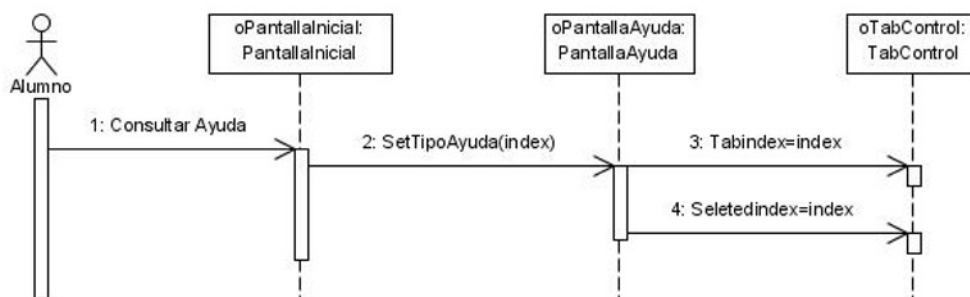 oPantallaInicial:
PantallaInicial
oPantallaAyuda:
PantallaAyuda
oTabControl:
TabControl
Alumno
1: Consultar Ayuda
2: SetTipoAyuda(index)
3: Tabindex=index
4: Seletedindex=index